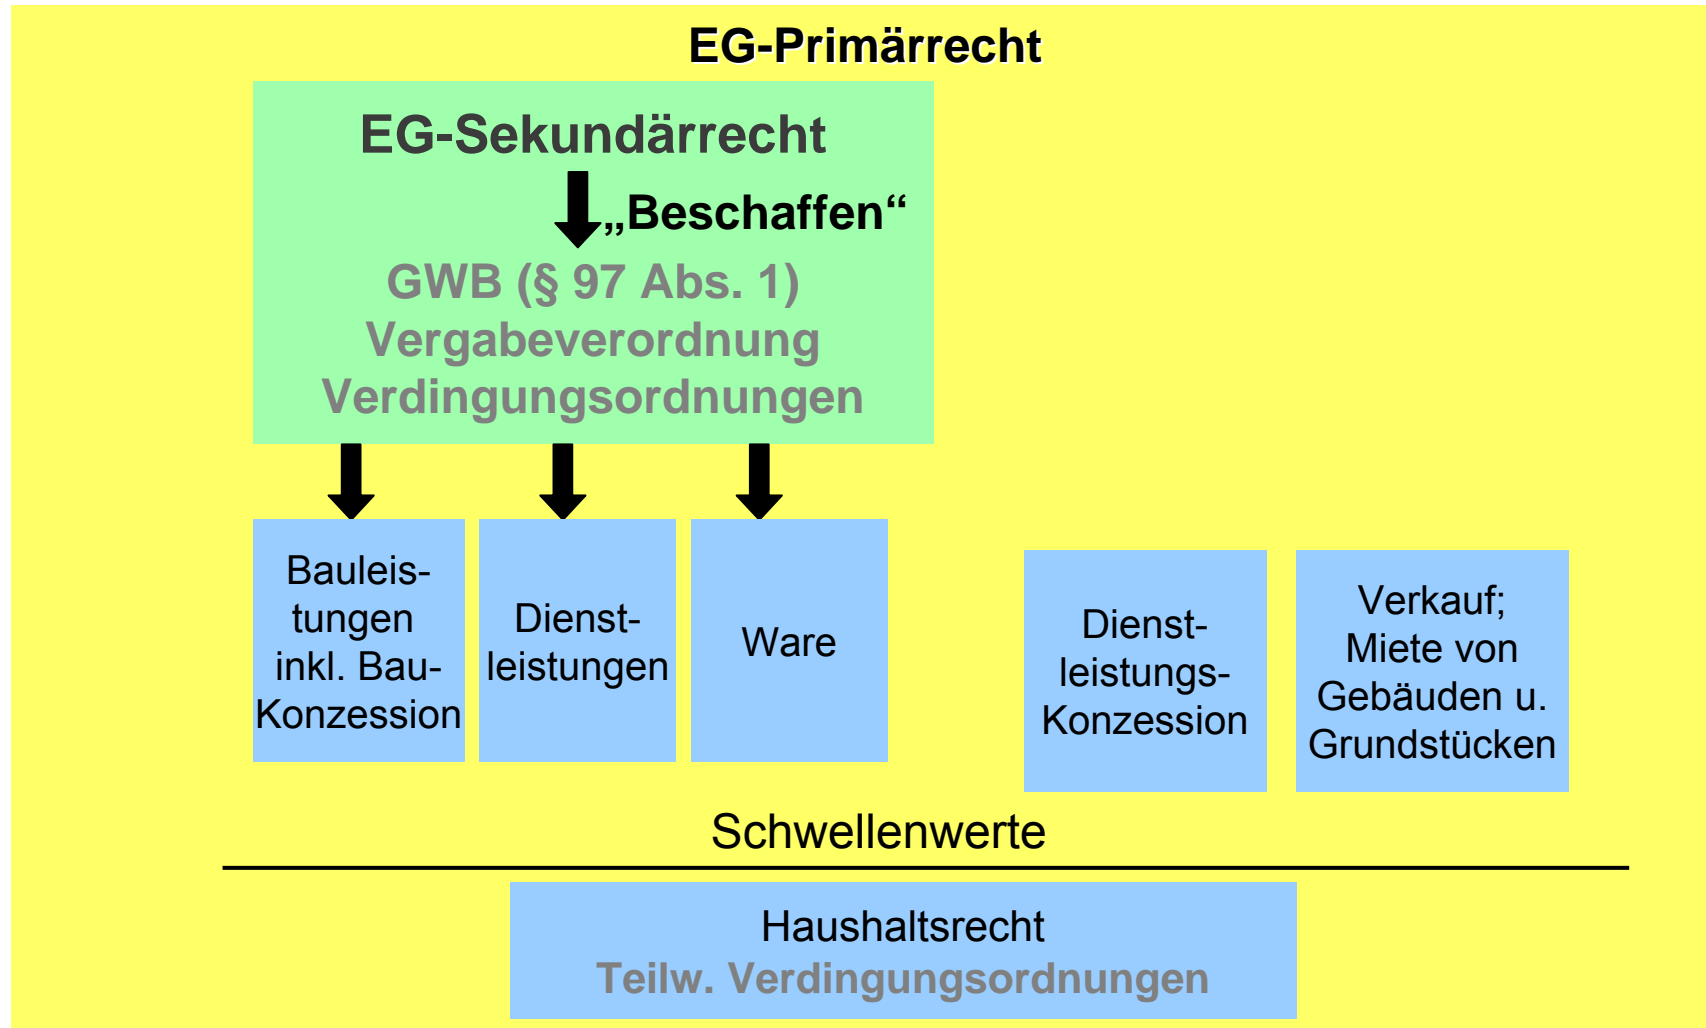 EG-Primärrecht
EG-Sekundärrecht
„Beschaffen“
GWB (§ 97 Abs. 1)
Vergabeverordnung
Verdingungsordnungen
Bauleis-
tungen
inkl. Bau-
Konzession
Dienst-
leistungen
Ware
Dienst-
leistungs-
Konzession
Verkauf;
Miete von
Gebäuden u.
Grundstücken
Schwellenwerte
Haushaltsrecht
Teilw. Verdingungsordnungen